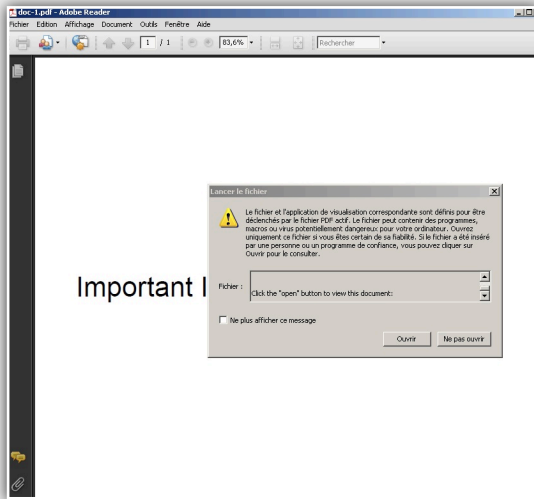 doc-1.pdf - Adobe Reader
Fichier Edition Affichage Document Outils Fenêtre Aide
1 / 1 83,6% Rechercher
Lancer le fichier
Le fichier et l'application de visualisation correspondante sont définis pour être
déclenchés par le fichier PDF actif. Le fichier peut contenir des programmes,
macros ou virus potentiellement dangereux pour votre ordinateur. Ouvrez
uniquement ce fichier si vous êtes certain de sa fiabilité. Si le fichier a été inséré
par une personne ou un programme de confiance, vous pouvez cliquer sur
Ouvrir pour le consulter.
Important I
Fichier :
Click the "open" button to view this document:
Ne plus afficher ce message
Ouvrir Ne pas ouvrir